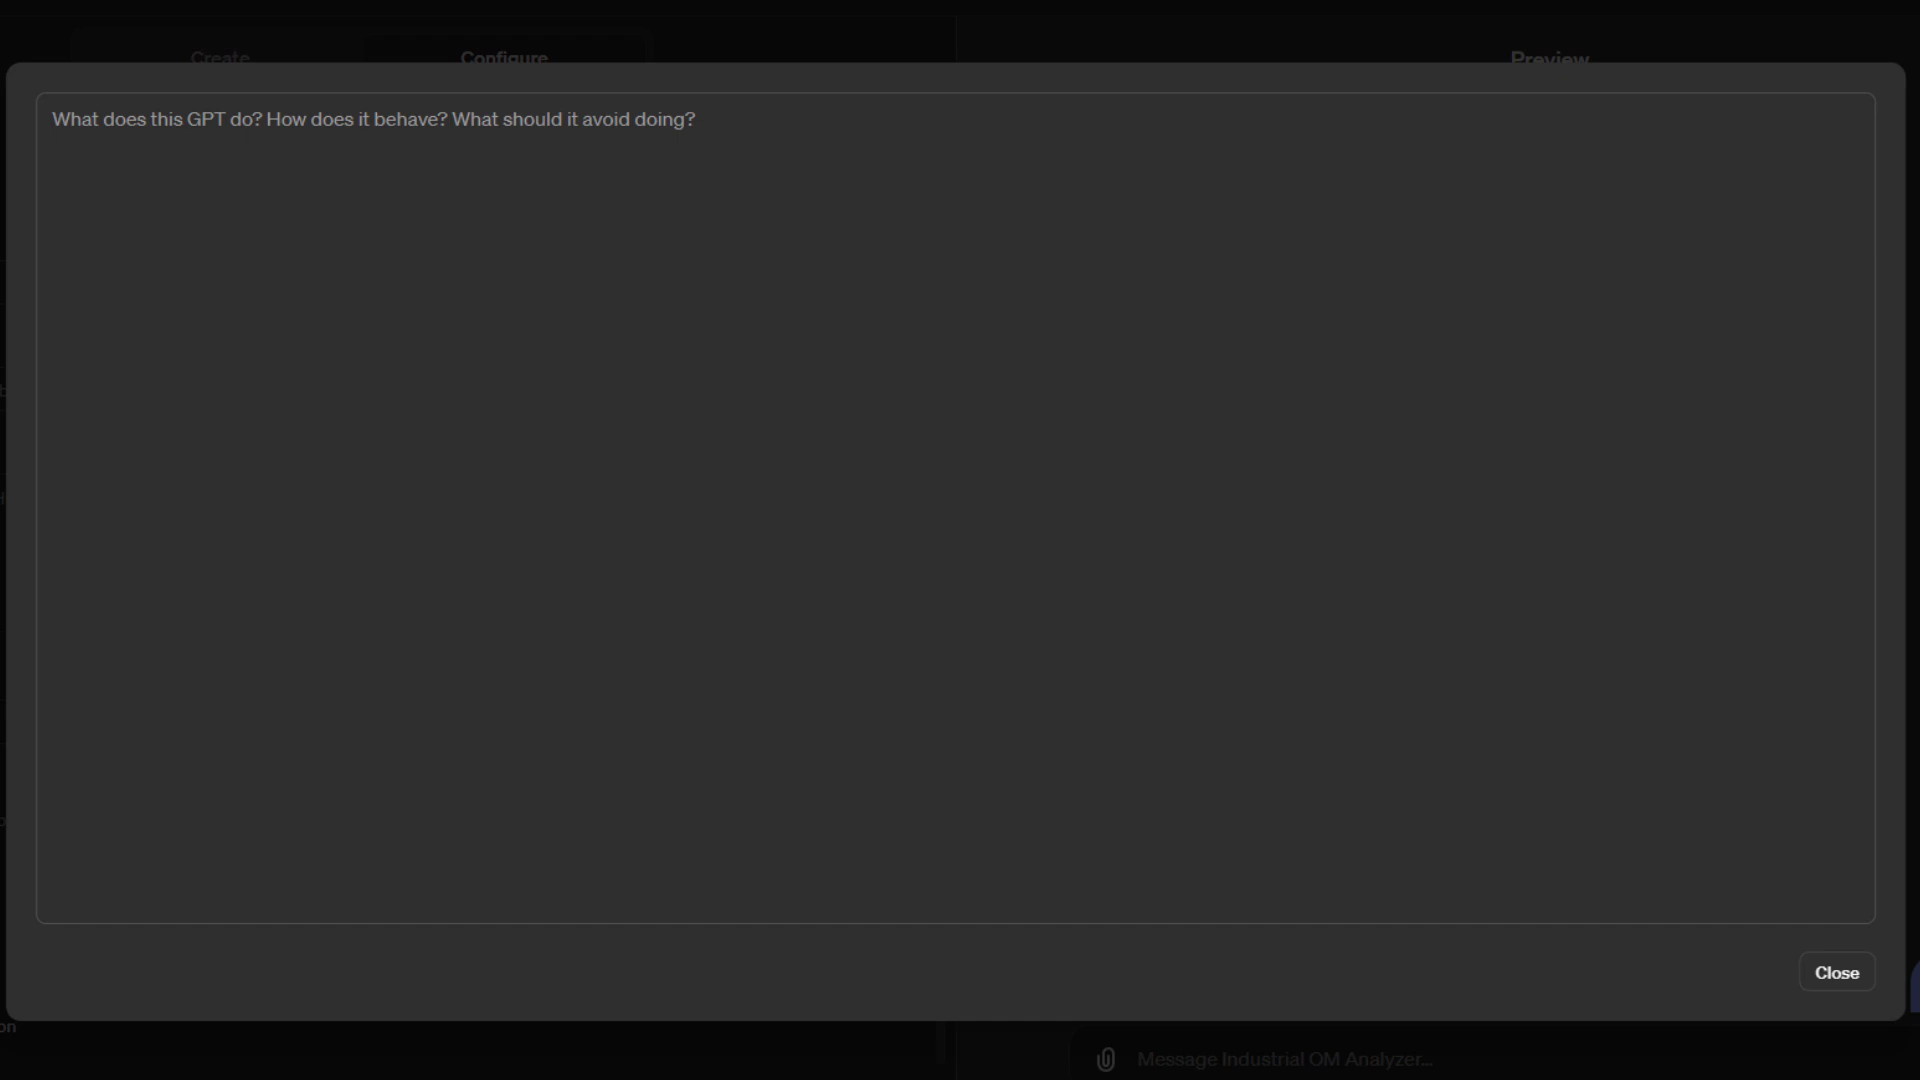 Create
Configure
Preview
What does this GPT do? How does it behave? What should it avoid doing?
Close
on
Message Industrial OM Analyzer...